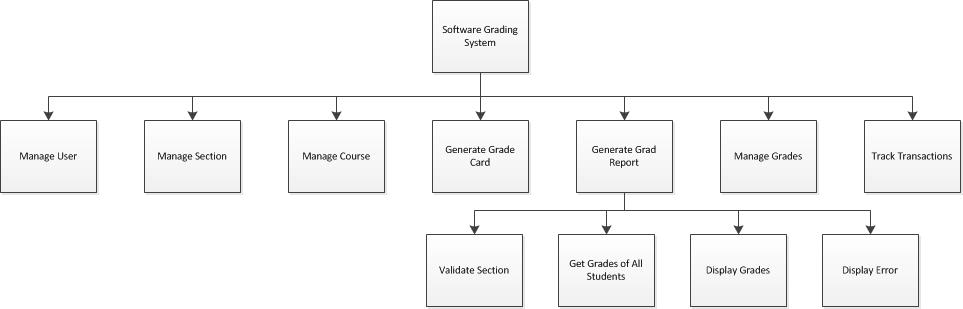 Software Grading
System
Manage User
Manage Section
Manage Course
Generate Grade
Card
Generate Grad
Report
Manage Grades
Track Transactions
Validate Section
Get Grades of All
Students
Display Grades
Display Error